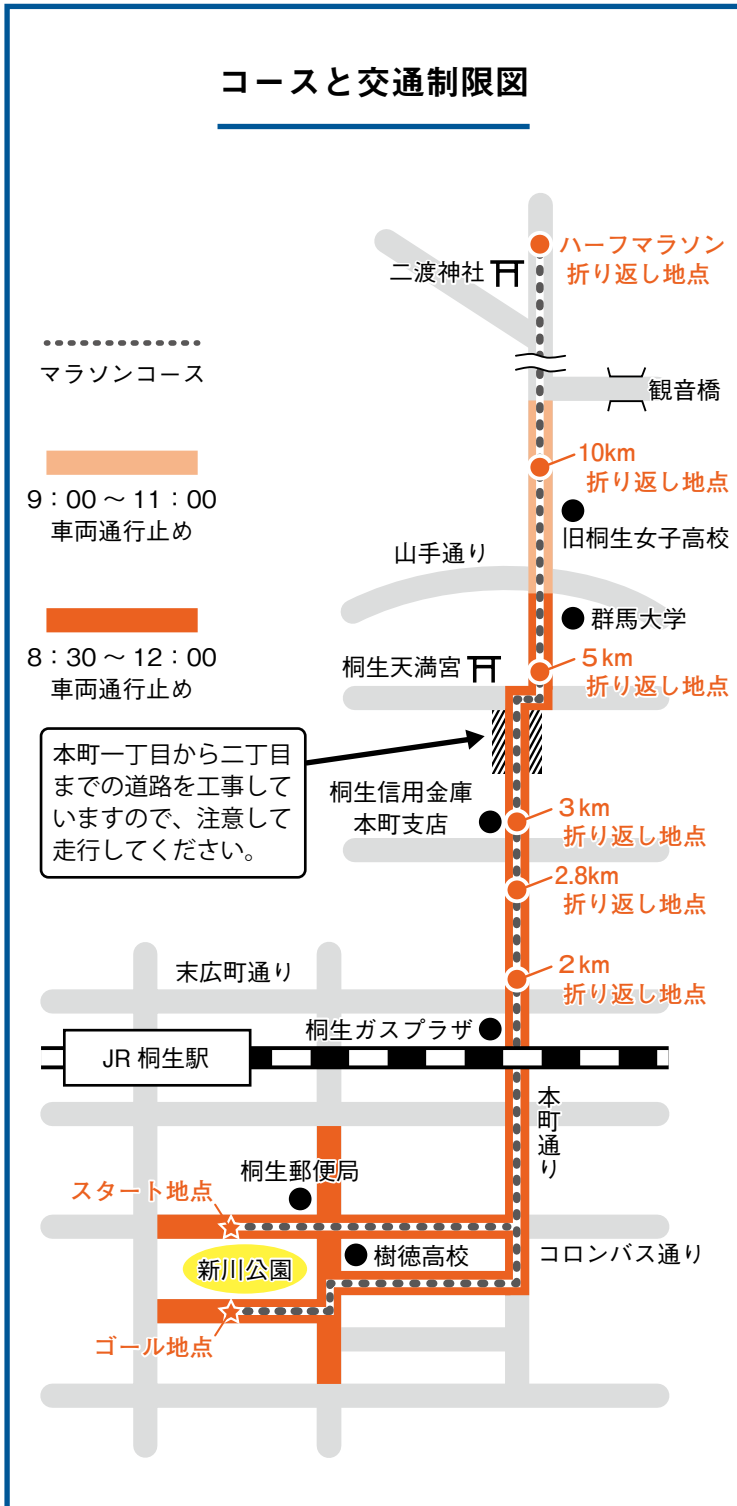 コースと交通制限図
ハーフマラソン
折り返し地点
二渡神社
マラソンコース
観音橋
10km
折り返し地点
9：00 ～ 11：00
車両通行止め
旧桐生女子高校
山手通り
群馬大学
8：30 ～ 12：00
車両通行止め
桐生天満宮
5km
折り返し地点
本町一丁目から二丁目
までの道路を工事して
いますので、注意して
走行してください。
桐生信用金庫
本町支店
3km
折り返し地点
2.8km
折り返し地点
末広町通り
2km
折り返し地点
桐生ガスプラザ
JR 桐生駅
本町通り
桐生郵便局
スタート地点
樹徳高校
コロンバス通り
新川公園
ゴール地点